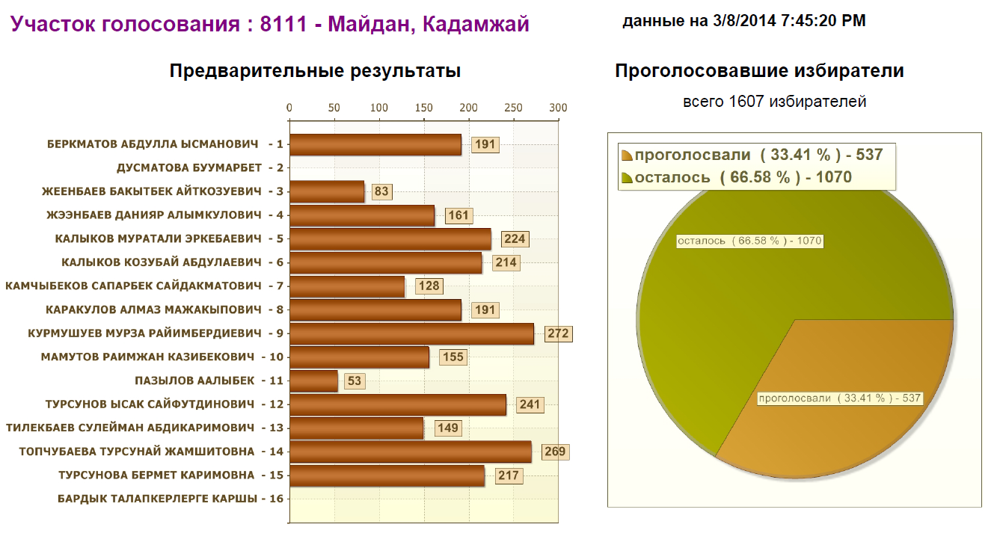 Участок голосования : 8111 - Майдан, Кадамжай
данные на 3/8/2014 7:45:20 PM
Предварительные результаты
0 50 100 150 200 250 300
БЕРКМАТОВ АБДУЛЛА ЫСМАНОВИЧ - 1 191
ДУСМАТОВА БУУМАРБЕТ - 2
ЖЕЕНБАЕВ БАКЫТБЕК АЙТКОЗУЕВИЧ - 3 83
ЖЭЭНБАЕВ ДАНИЯР АЛЫМКУЛОВИЧ - 4 161
КАЛЫКОВ МУРАТАЛИ ЭРКЕБАЕВИЧ - 5 224
КАЛЫКОВ КОЗУБАЙ АБДУЛАЕВИЧ - 6 214
КАМЧЫБЕКОВ САПАРБЕК САЙДАКМАТОВИЧ - 7 128
КАРАКУЛОВ АЛМАЗ МАЖАКЫПОВИЧ - 8 191
КУРМУШУЕВ МУРЗА РАЙИМБЕРДИЕВИЧ - 9 272
МАМУТОВ РАИМЖАН КАЗИБЕКОВИЧ - 10 155
ПАЗЫЛОВ ААЛЫБЕК - 11 53
ТУРСУНОВ ЫСАК САЙФУТДИНОВИЧ - 12 241
ТИЛЕКБАЕВ СУЛЕЙМАН АБДИКАРИМОВИЧ - 13 149
ТОПЧУБАЕВА ТУРСУНАЙ ЖАМШИТОВНА - 14 269
ТУРСУНОВА БЕРМЕТ КАРИМОВНА - 15 217
БАРДЫК ТАЛАПКЕРЛЕРГЕ КАРШЫ - 16
Проголосовавшие избиратели
всего 1607 избирателей
проголосвали ( 33.41 % ) - 537
осталось ( 66.58 % ) - 1070
осталось ( 66.58 % ) - 1070
проголосвали ( 33.41 % ) - 537